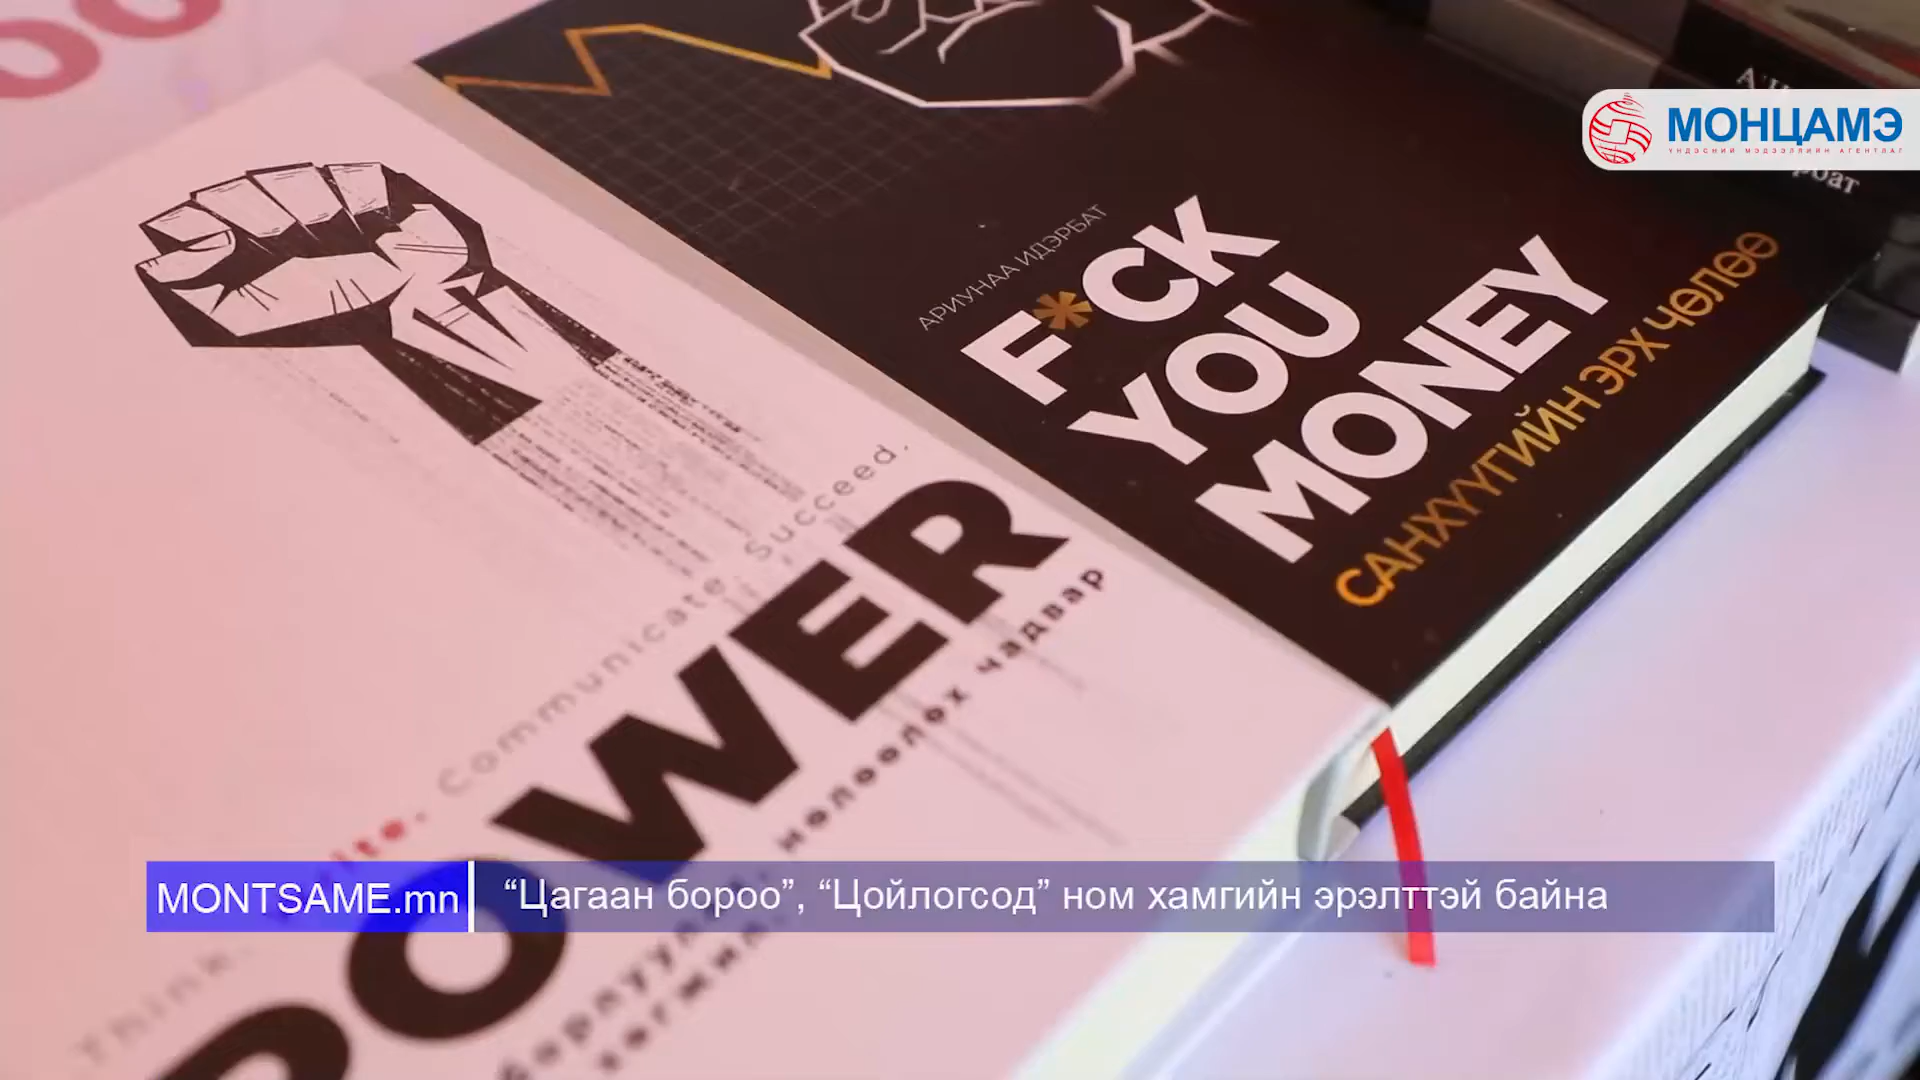 МОНЦАМЭ
ҮНДЭСНИЙ МЭДЭЭЛЛИЙН АГЕНТЛАГ
АРИУНАА ИДЭРБАТ
F*CK
YOU
MONEY
САНХҮҮГИЙН ЭРХ ЧӨЛӨӨ
Think. Communicate. Succeed.
POWER
нөлөөлөх чадвар
MONTSAME.mn
“Цагаан бороо”, “Цойлогсод” ном хамгийн эрэлттэй байна